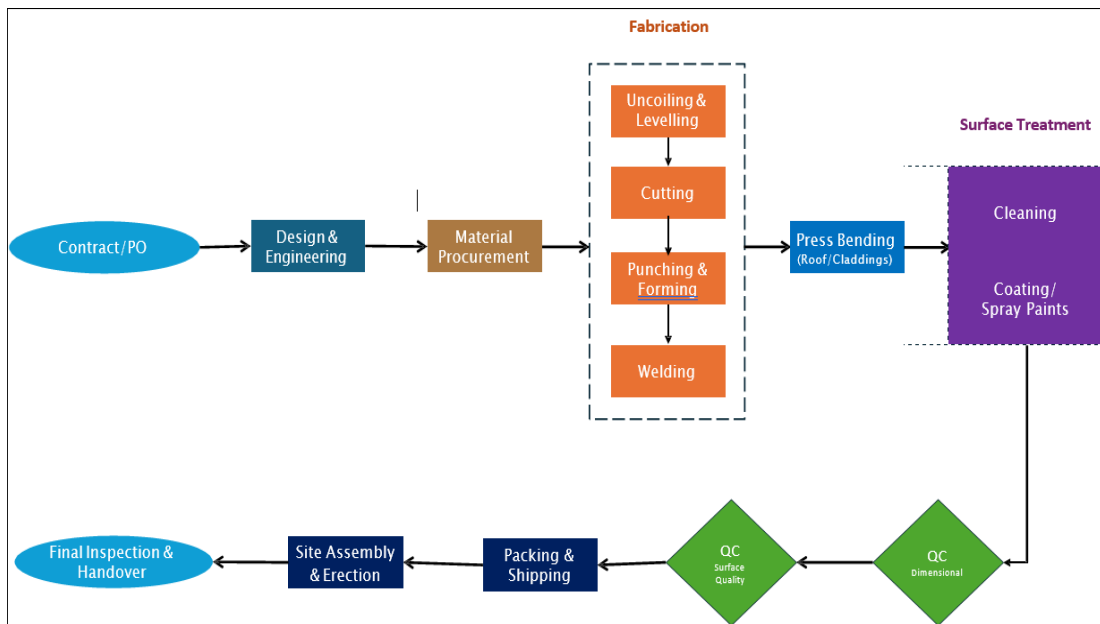 Fabrication
Uncoiling &
Levelling
Surface Treatment
Cutting
Cleaning
Contract/PO
Design &
Engineering
Material
Procurement
Press Bending
(Roof/Claddings)
Punching &
Forming
Coating/
Spray Paints
Welding
Final Inspection &
Handover
Site Assembly
& Erection
Packing &
Shipping
QC
Surface
Quality
QC
Dimensional